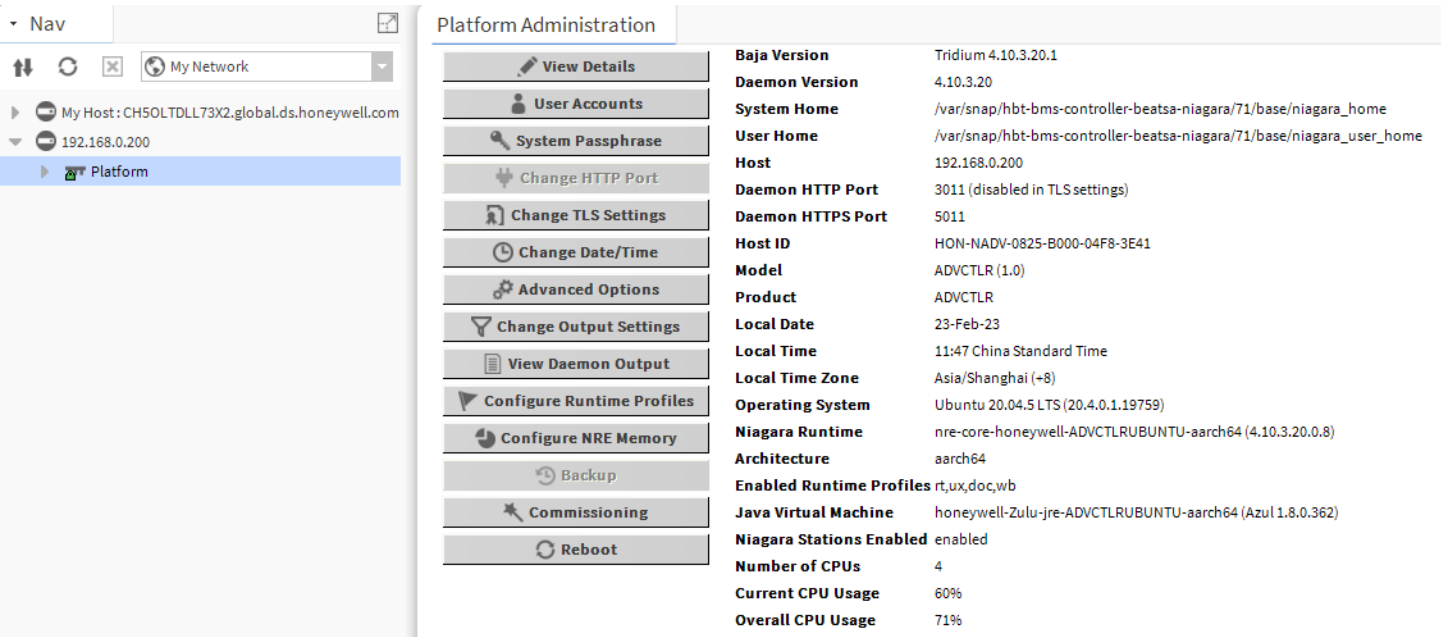 Nav
My Network
My Host : CH5OLTDLL73X2.global.ds.honeywell.com
192.168.0.200
Platform
Platform Administration
View Details
User Accounts
System Passphrase
Change HTTP Port
Change TLS Settings
Change Date/Time
Advanced Options
Change Output Settings
View Daemon Output
Configure Runtime Profiles
Configure NRE Memory
Backup
Commissioning
Reboot
Baja Version Tridium 4.10.3.20.1
Daemon Version 4.10.3.20
System Home /var/snap/hbt-bms-controller-beatsa-niagara/71/base/niagara_home
User Home /var/snap/hbt-bms-controller-beatsa-niagara/71/base/niagara_user_home
Host 192.168.0.200
Daemon HTTP Port 3011 (disabled in TLS settings)
Daemon HTTPS Port 5011
Host ID HON-NADV-0825-B000-04F8-3E41
Model ADVCTLR (1.0)
Product ADVCTLR
Local Date 23-Feb-23
Local Time 11:47 China Standard Time
Local Time Zone Asia/Shanghai (+8)
Operating System Ubuntu 20.04.5 LTS (20.4.0.1.19759)
Niagara Runtime nre-core-honeywell-ADVCTLRUBUNTU-aarch64 (4.10.3.20.0.8)
Architecture aarch64
Enabled Runtime Profiles rt,ux,doc,wb
Java Virtual Machine honeywell-Zulu-jre-ADVCTLRUBUNTU-aarch64 (Azul 1.8.0.362)
Niagara Stations Enabled enabled
Number of CPUs 4
Current CPU Usage 60%
Overall CPU Usage 71%